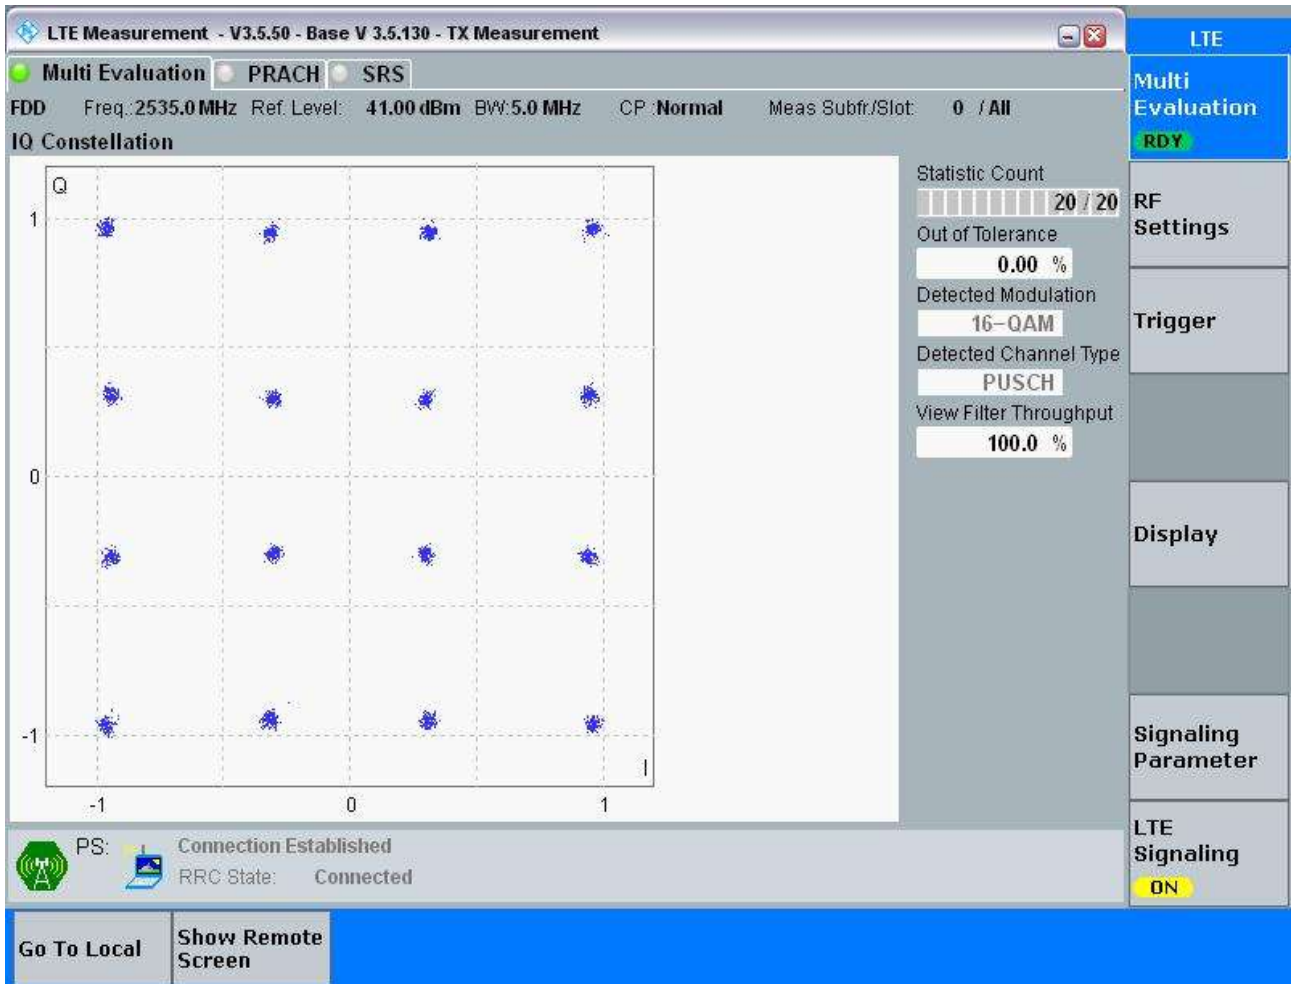 LTE Measurement - V3.5.50 - Base V 3.5.130 - TX Measurement
LTE
Multi Evaluation PRACH SRS
FDD Freq.:2535.0 MHz Ref. Level: 41.00 dBm BW:5.0 MHz CP :Normal Meas Subfr./Slot: 0 / All
IQ Constellation
Q
1
0
-1
I
-1 0 1
Statistic Count
20 / 20
Out of Tolerance
0.00 %
Detected Modulation
16-QAM
Detected Channel Type
PUSCH
View Filter Throughput
100.0 %
Multi
Evaluation
RDY
RF
Settings
Trigger
Display
Signaling
Parameter
LTE
Signaling
ON
PS: Connection Established
RRC State: Connected
Go To Local
Show Remote
Screen